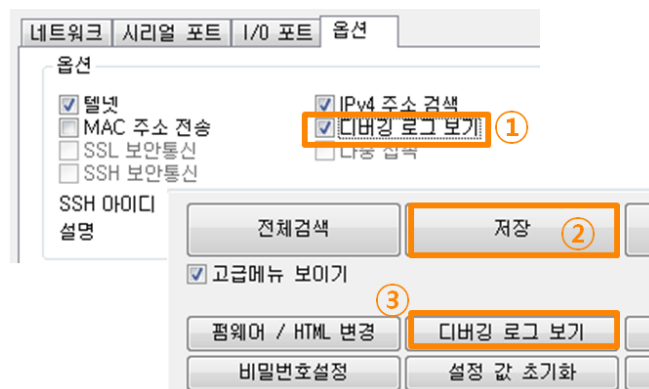 네트워크 시리얼 포트 I/O 포트 옵션
옵션
텔넷 IPv4 주소 검색
MAC 주소 전송 디버깅 로그 보기 ①
SSL 보안통신 다중 접속
SSH 보안통신
SSH 아이디
설명
전체검색 저장 ②
고급메뉴 보이기
③
펌웨어 / HTML 변경 디버깅 로그 보기
비밀번호설정 설정 값 초기화